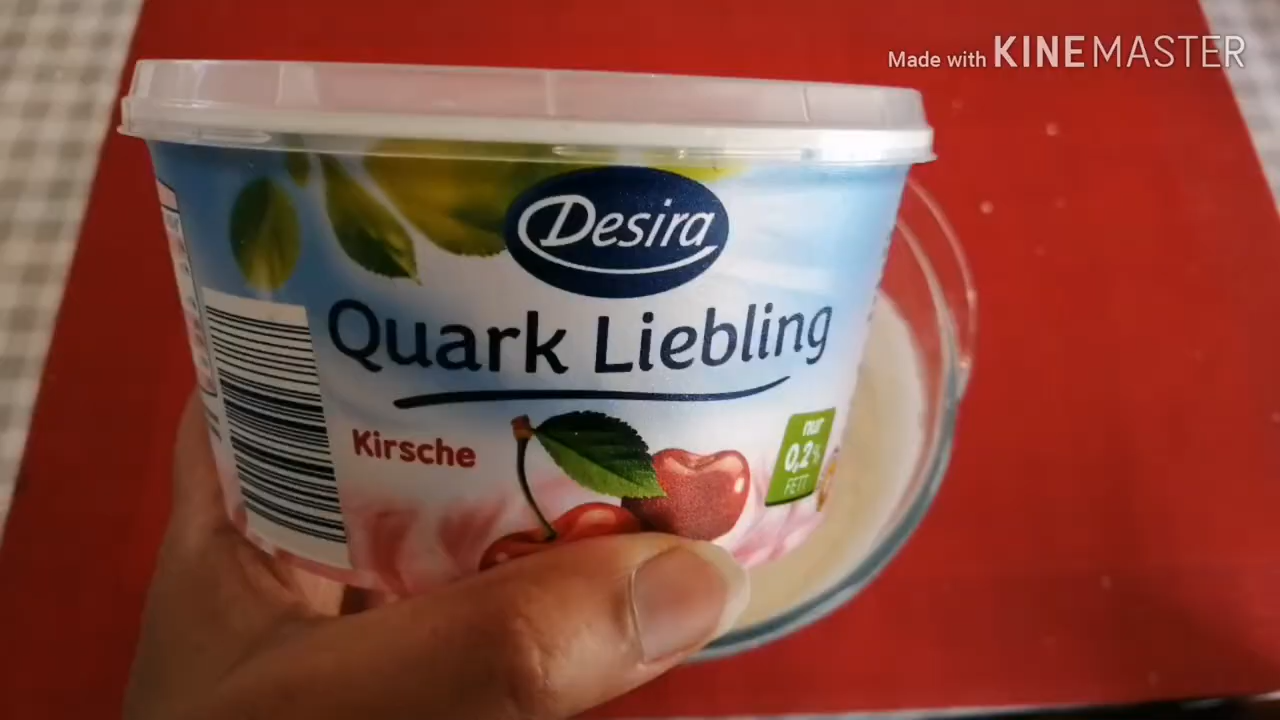 Made with KINEMASTER
Desira
Quark Liebling
Kirsche
nur
0,2%
FETT